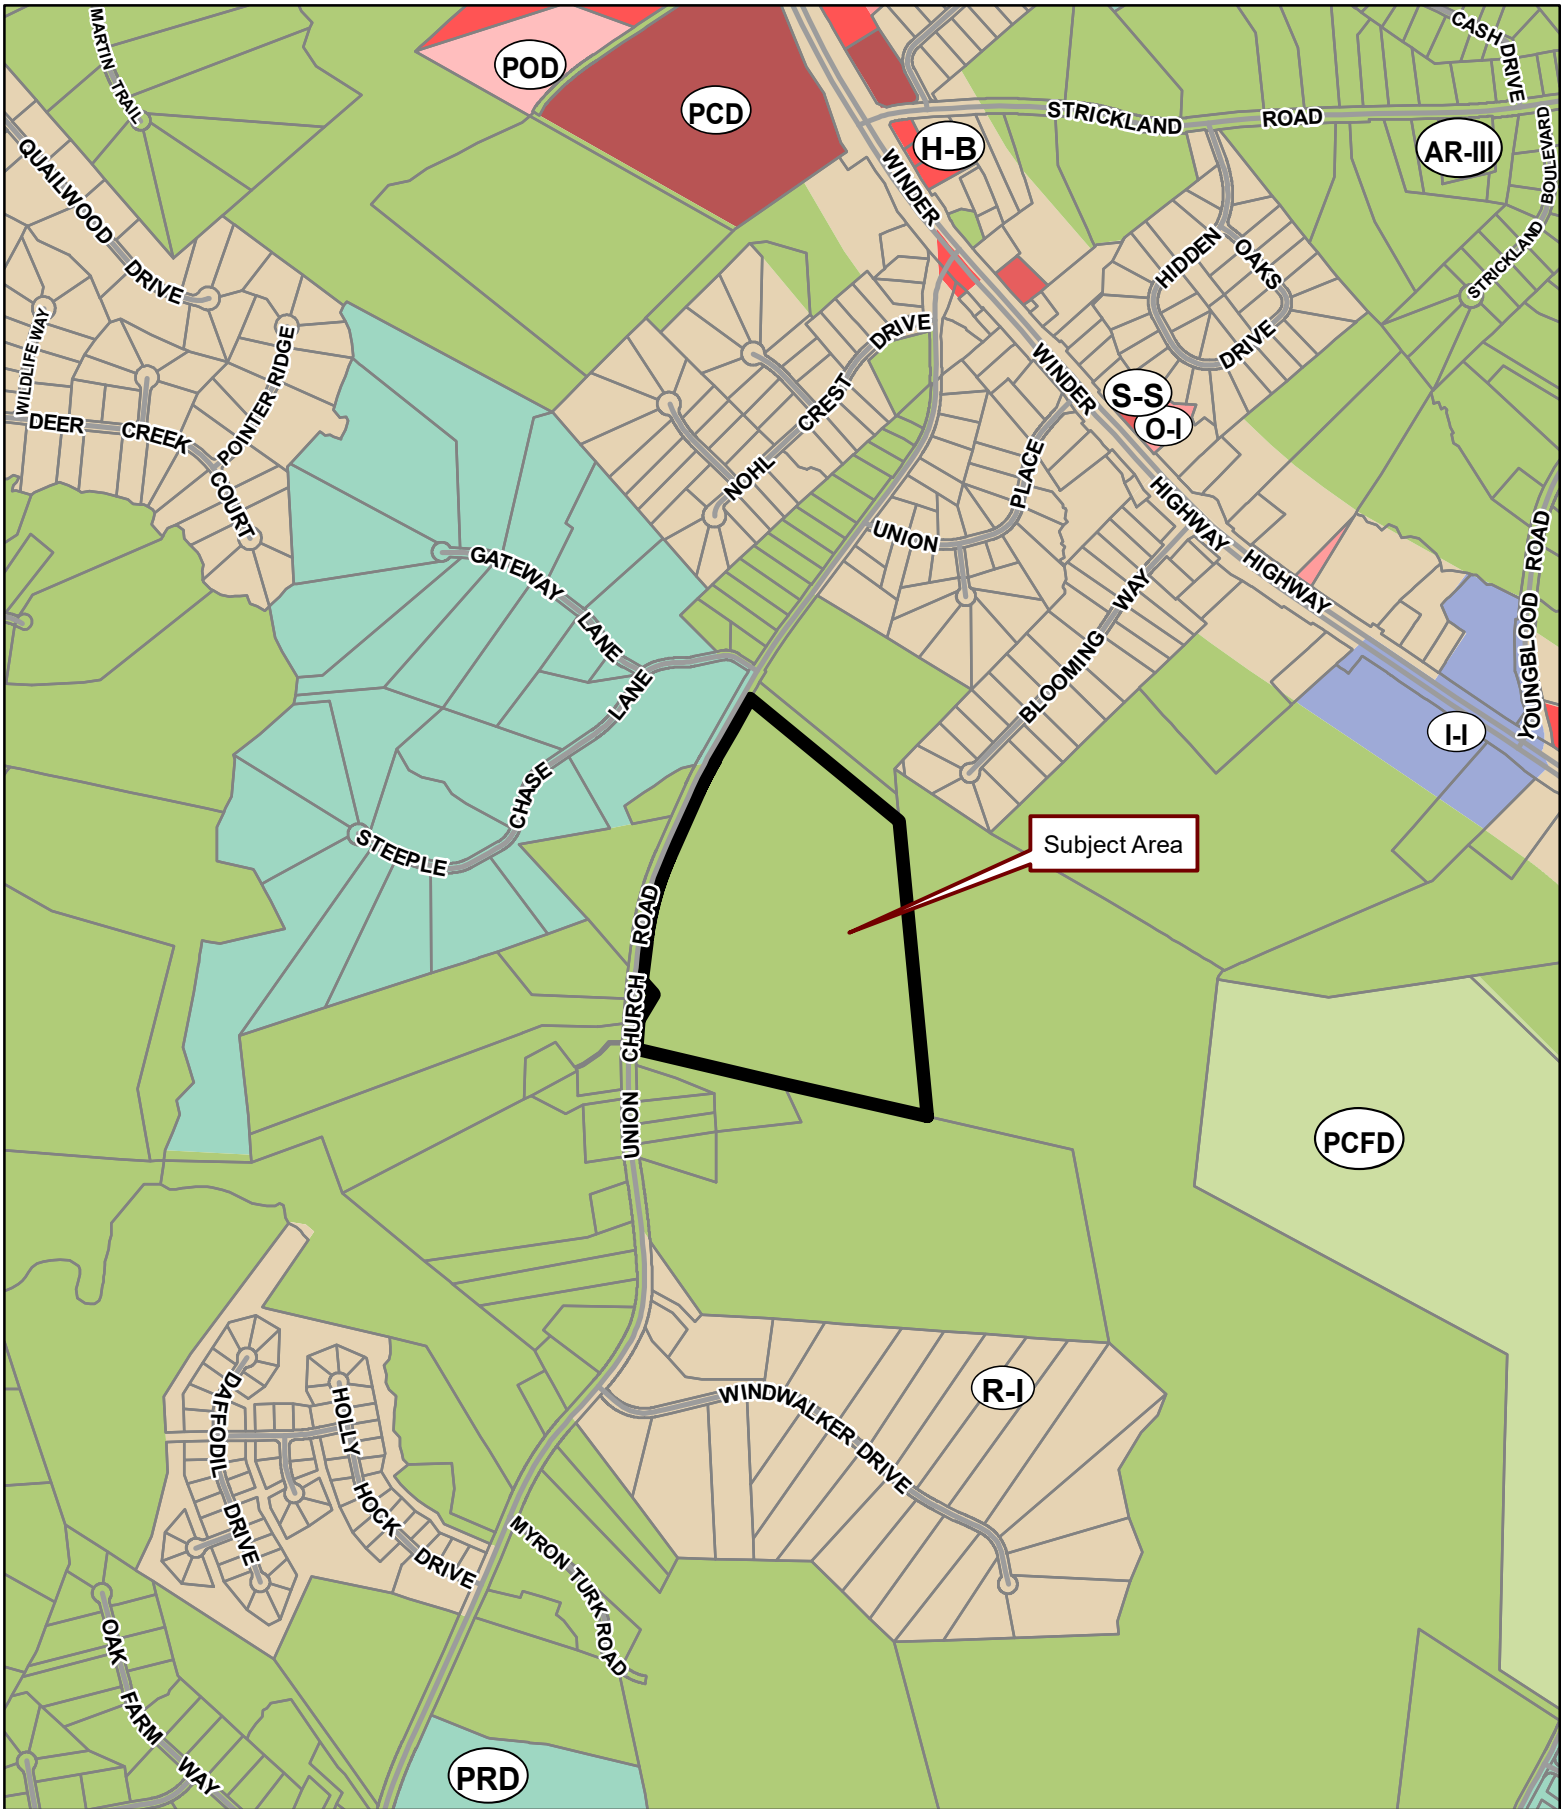 MARTIN TRAIL
POD
PCD
CASH DRIVE
STRICKLAND ROAD
H-B
AR-III
STRICKLAND BOULEVARD
QUAILWOOD DRIVE
WINDER
HIDDEN OAKS DRIVE
WILDLIFE WAY
POINTER RIDGE
DEER CREEK COURT
NOHL CREST DRIVE
WINDER HIGHWAY
HIGHWAY
S-S
O-I
UNION PLACE
BLOOMING WAY
YOUNGBLOOD ROAD
I-I
GATEWAY LANE
STEEPLE CHASE LANE
Subject Area
UNION CHURCH ROAD
PCFD
R-I
WINDWALKER DRIVE
DAFFODIL DRIVE
HOLLY HOCK DRIVE
MYRON TURK ROAD
OAK FARM WAY
PRD